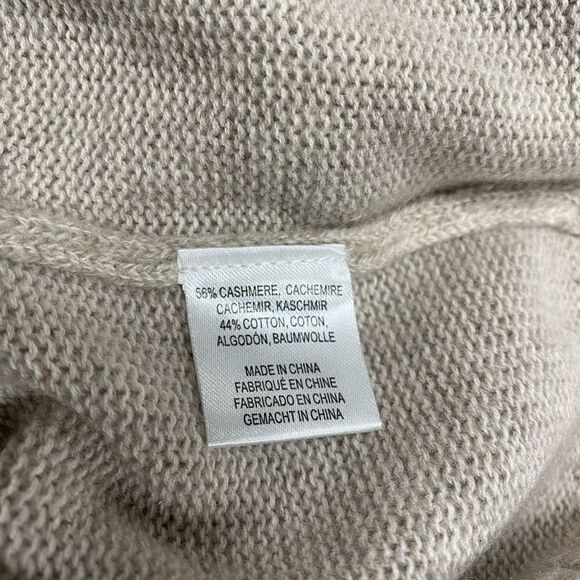 56% CASHMERE, CACHEMIRE
CACHEMIR, KASCHMIR
44% COTTON, COTON,
ALGODÓN, BAUMWOLLE
MADE IN CHINA
FABRIQUÉ EN CHINE
FABRICADO EN CHINA
GEMACHT IN CHINA